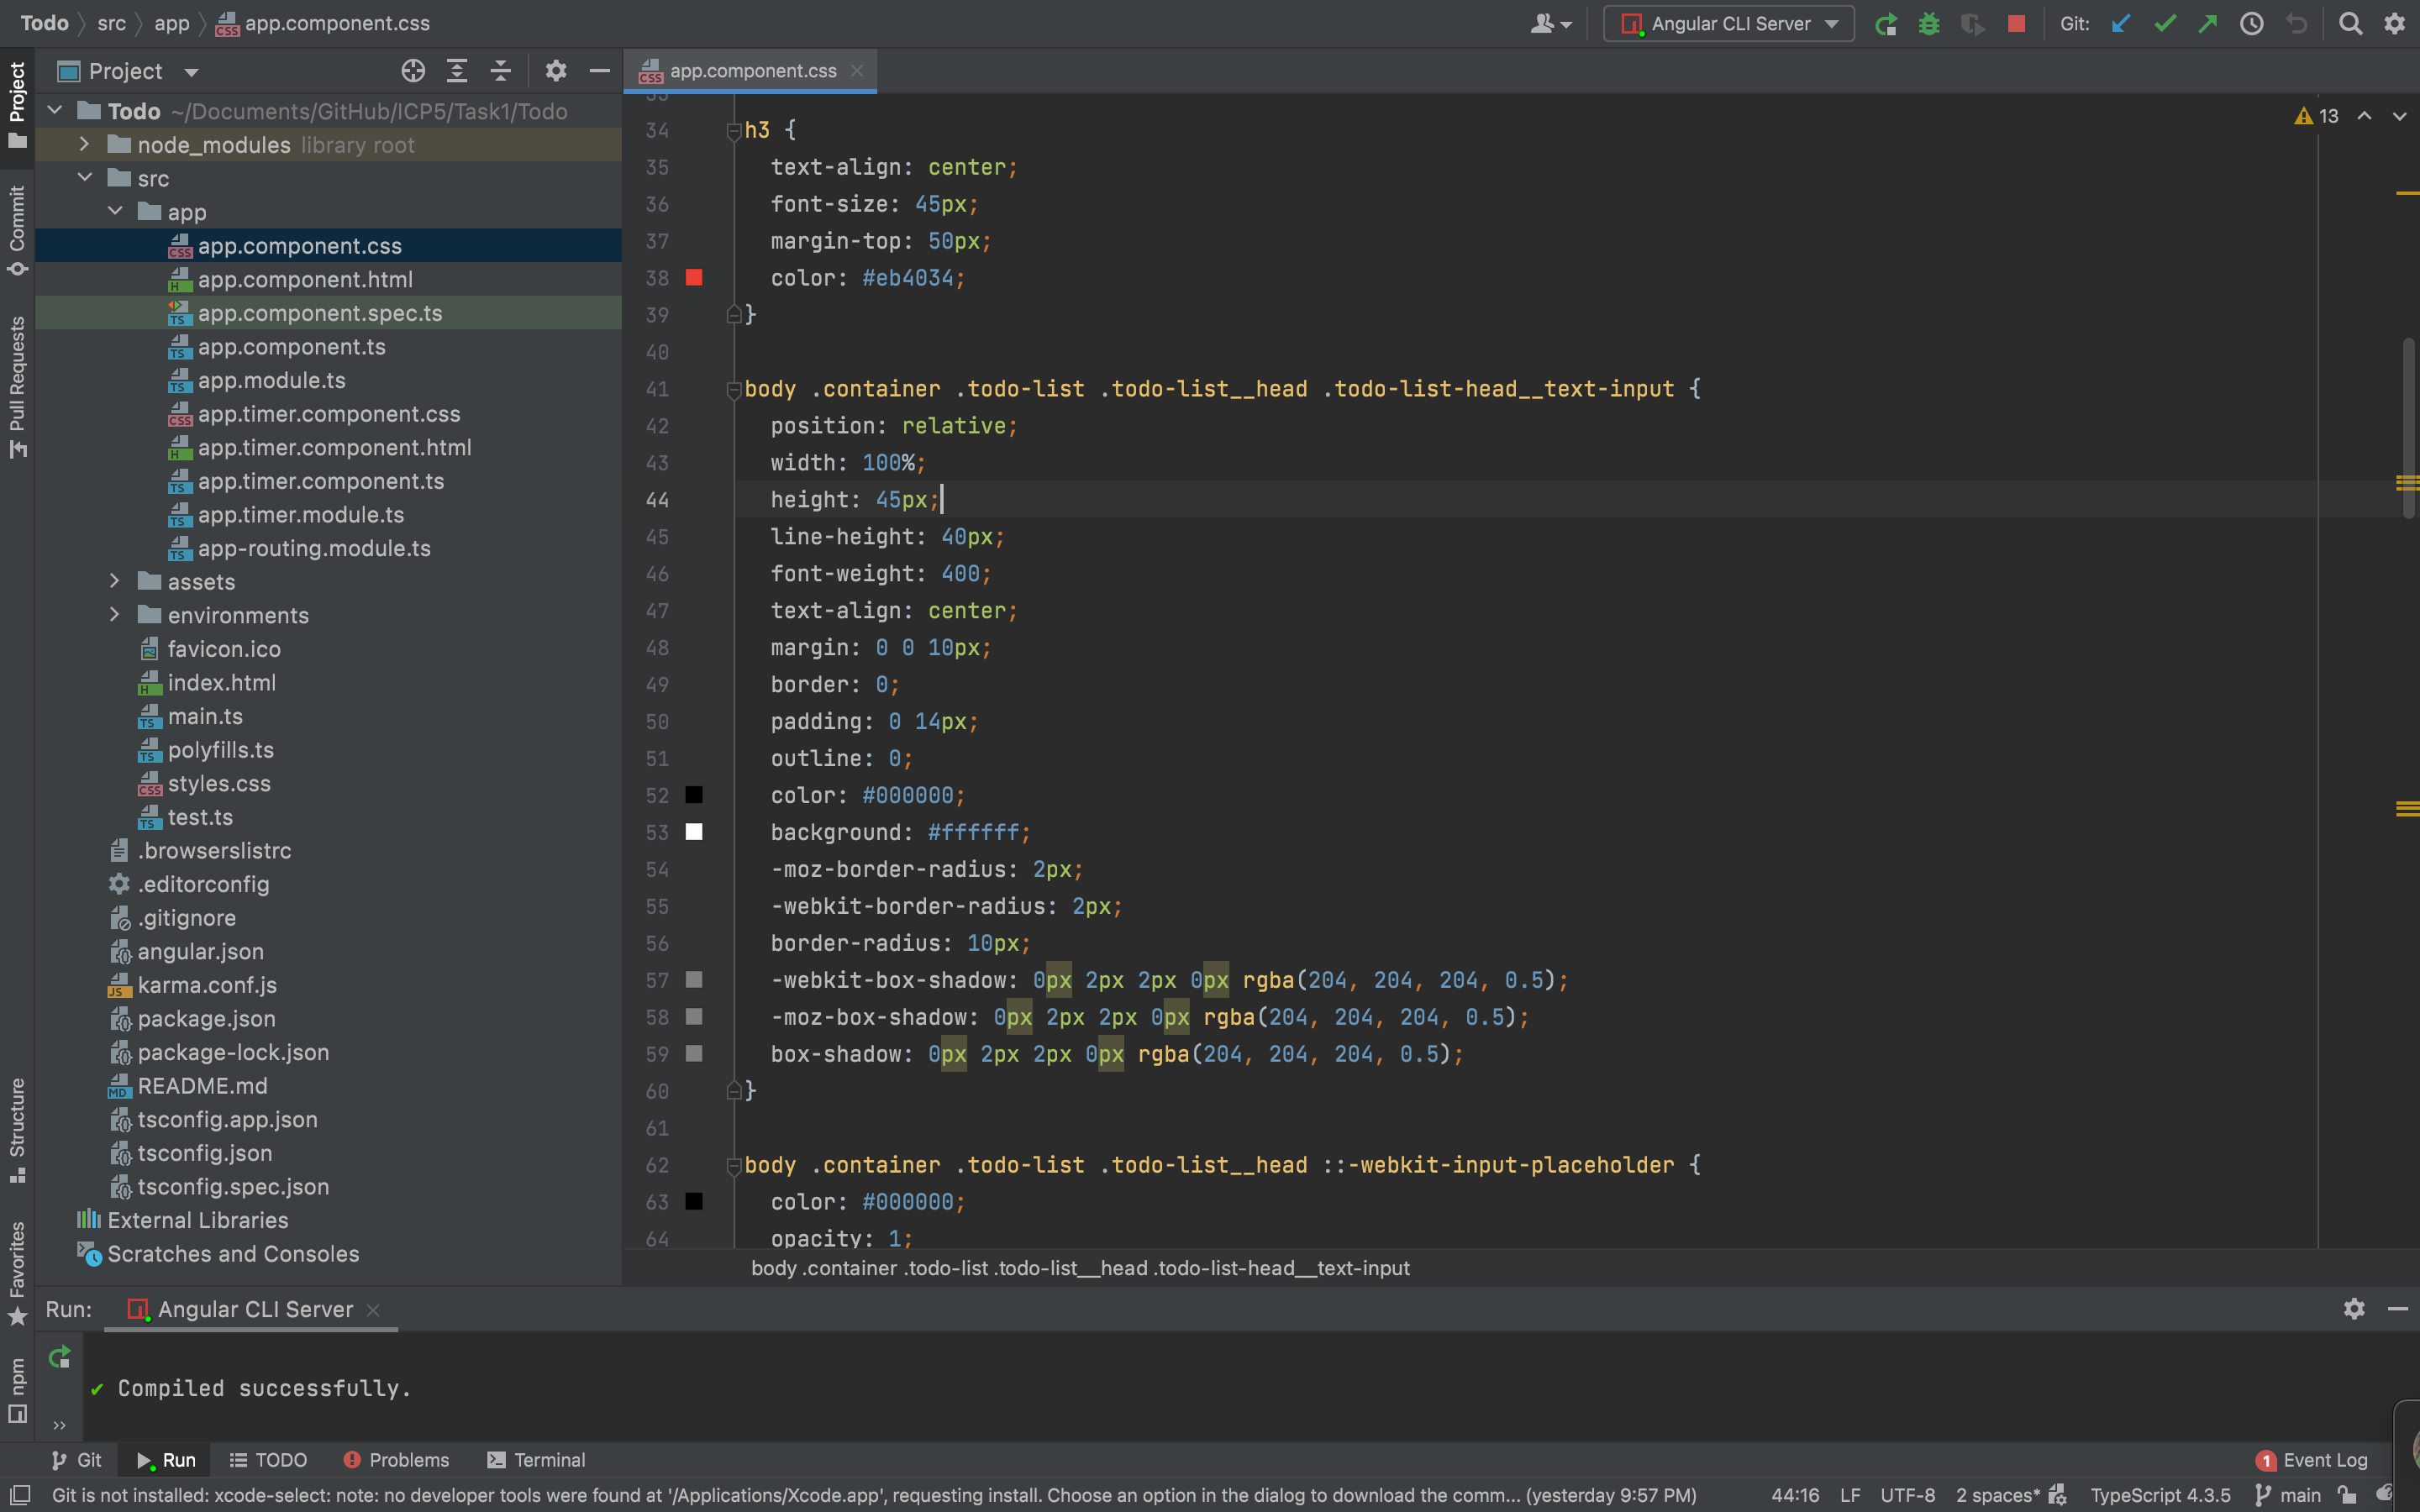 Todo src app app.component.css
Angular CLI Server
Git:
Project
Project
Commit
Pull Requests
Structure
Favorites
npm
Todo ~/Documents/GitHub/ICP5/Task1/Todo
node_modules library root
src
app
app.component.css
app.component.html
app.component.spec.ts
app.component.ts
app.module.ts
app.timer.component.css
app.timer.component.html
app.timer.component.ts
app.timer.module.ts
app-routing.module.ts
assets
environments
favicon.ico
index.html
main.ts
polyfills.ts
styles.css
test.ts
.browserslistrc
.editorconfig
.gitignore
angular.json
karma.conf.js
package.json
package-lock.json
README.md
tsconfig.app.json
tsconfig.json
tsconfig.spec.json
External Libraries
Scratches and Consoles
app.component.css
13
33
34 h3 {
35 text-align: center;
36 font-size: 45px;
37 margin-top: 50px;
38 color: #eb4034;
39 }
40
41 body .container .todo-list .todo-list__head .todo-list-head__text-input {
42 position: relative;
43 width: 100%;
44 height: 45px;
45 line-height: 40px;
46 font-weight: 400;
47 text-align: center;
48 margin: 0 0 10px;
49 border: 0;
50 padding: 0 14px;
51 outline: 0;
52 color: #000000;
53 background: #ffffff;
54 -moz-border-radius: 2px;
55 -webkit-border-radius: 2px;
56 border-radius: 10px;
57 -webkit-box-shadow: 0px 2px 2px 0px rgba(204, 204, 204, 0.5);
58 -moz-box-shadow: 0px 2px 2px 0px rgba(204, 204, 204, 0.5);
59 box-shadow: 0px 2px 2px 0px rgba(204, 204, 204, 0.5);
60 }
61
62 body .container .todo-list .todo-list__head ::-webkit-input-placeholder {
63 color: #000000;
64 opacity: 1;
body .container .todo-list .todo-list__head .todo-list-head__text-input
Run: Angular CLI Server
✔ Compiled successfully.
Git Run TODO Problems Terminal
1 Event Log
Git is not installed: xcode-select: note: no developer tools were found at '/Applications/Xcode.app', requesting install. Choose an option in the dialog to download the comm... (yesterday 9:57 PM)
44:16 LF UTF-8 2 spaces* TypeScript 4.3.5 main